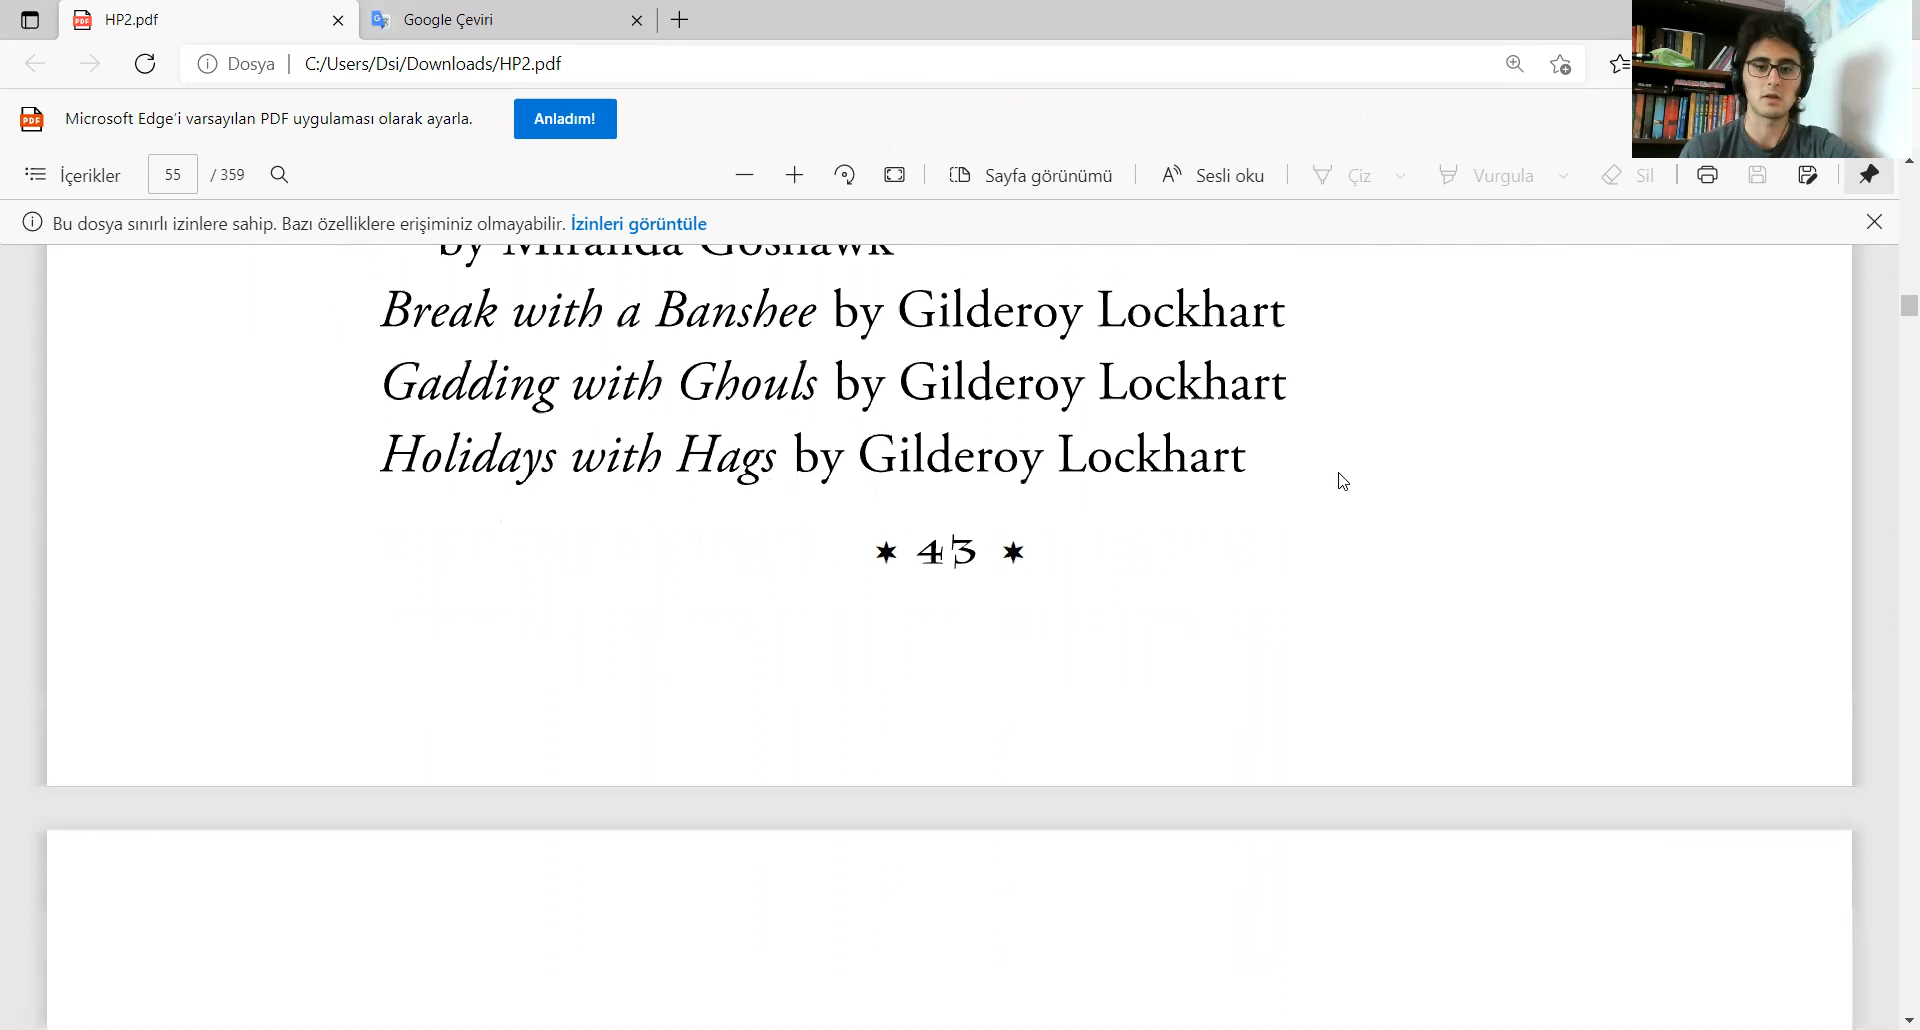 HP2.pdf
Google Çeviri
Dosya
C:/Users/Dsi/Downloads/HP2.pdf
Microsoft Edge'i varsayılan PDF uygulaması olarak ayarla.
Anladım!
İçerikler
55
/ 359
Sayfa görünümü
Sesli oku
Çiz
Vurgula
Sil
Bu dosya sınırlı izinlere sahip. Bazı özelliklere erişiminiz olmayabilir. İzinleri görüntüle
by Miranda Goshawk
Break with a Banshee by Gilderoy Lockhart
Gadding with Ghouls by Gilderoy Lockhart
Holidays with Hags by Gilderoy Lockhart
★ 43 ★